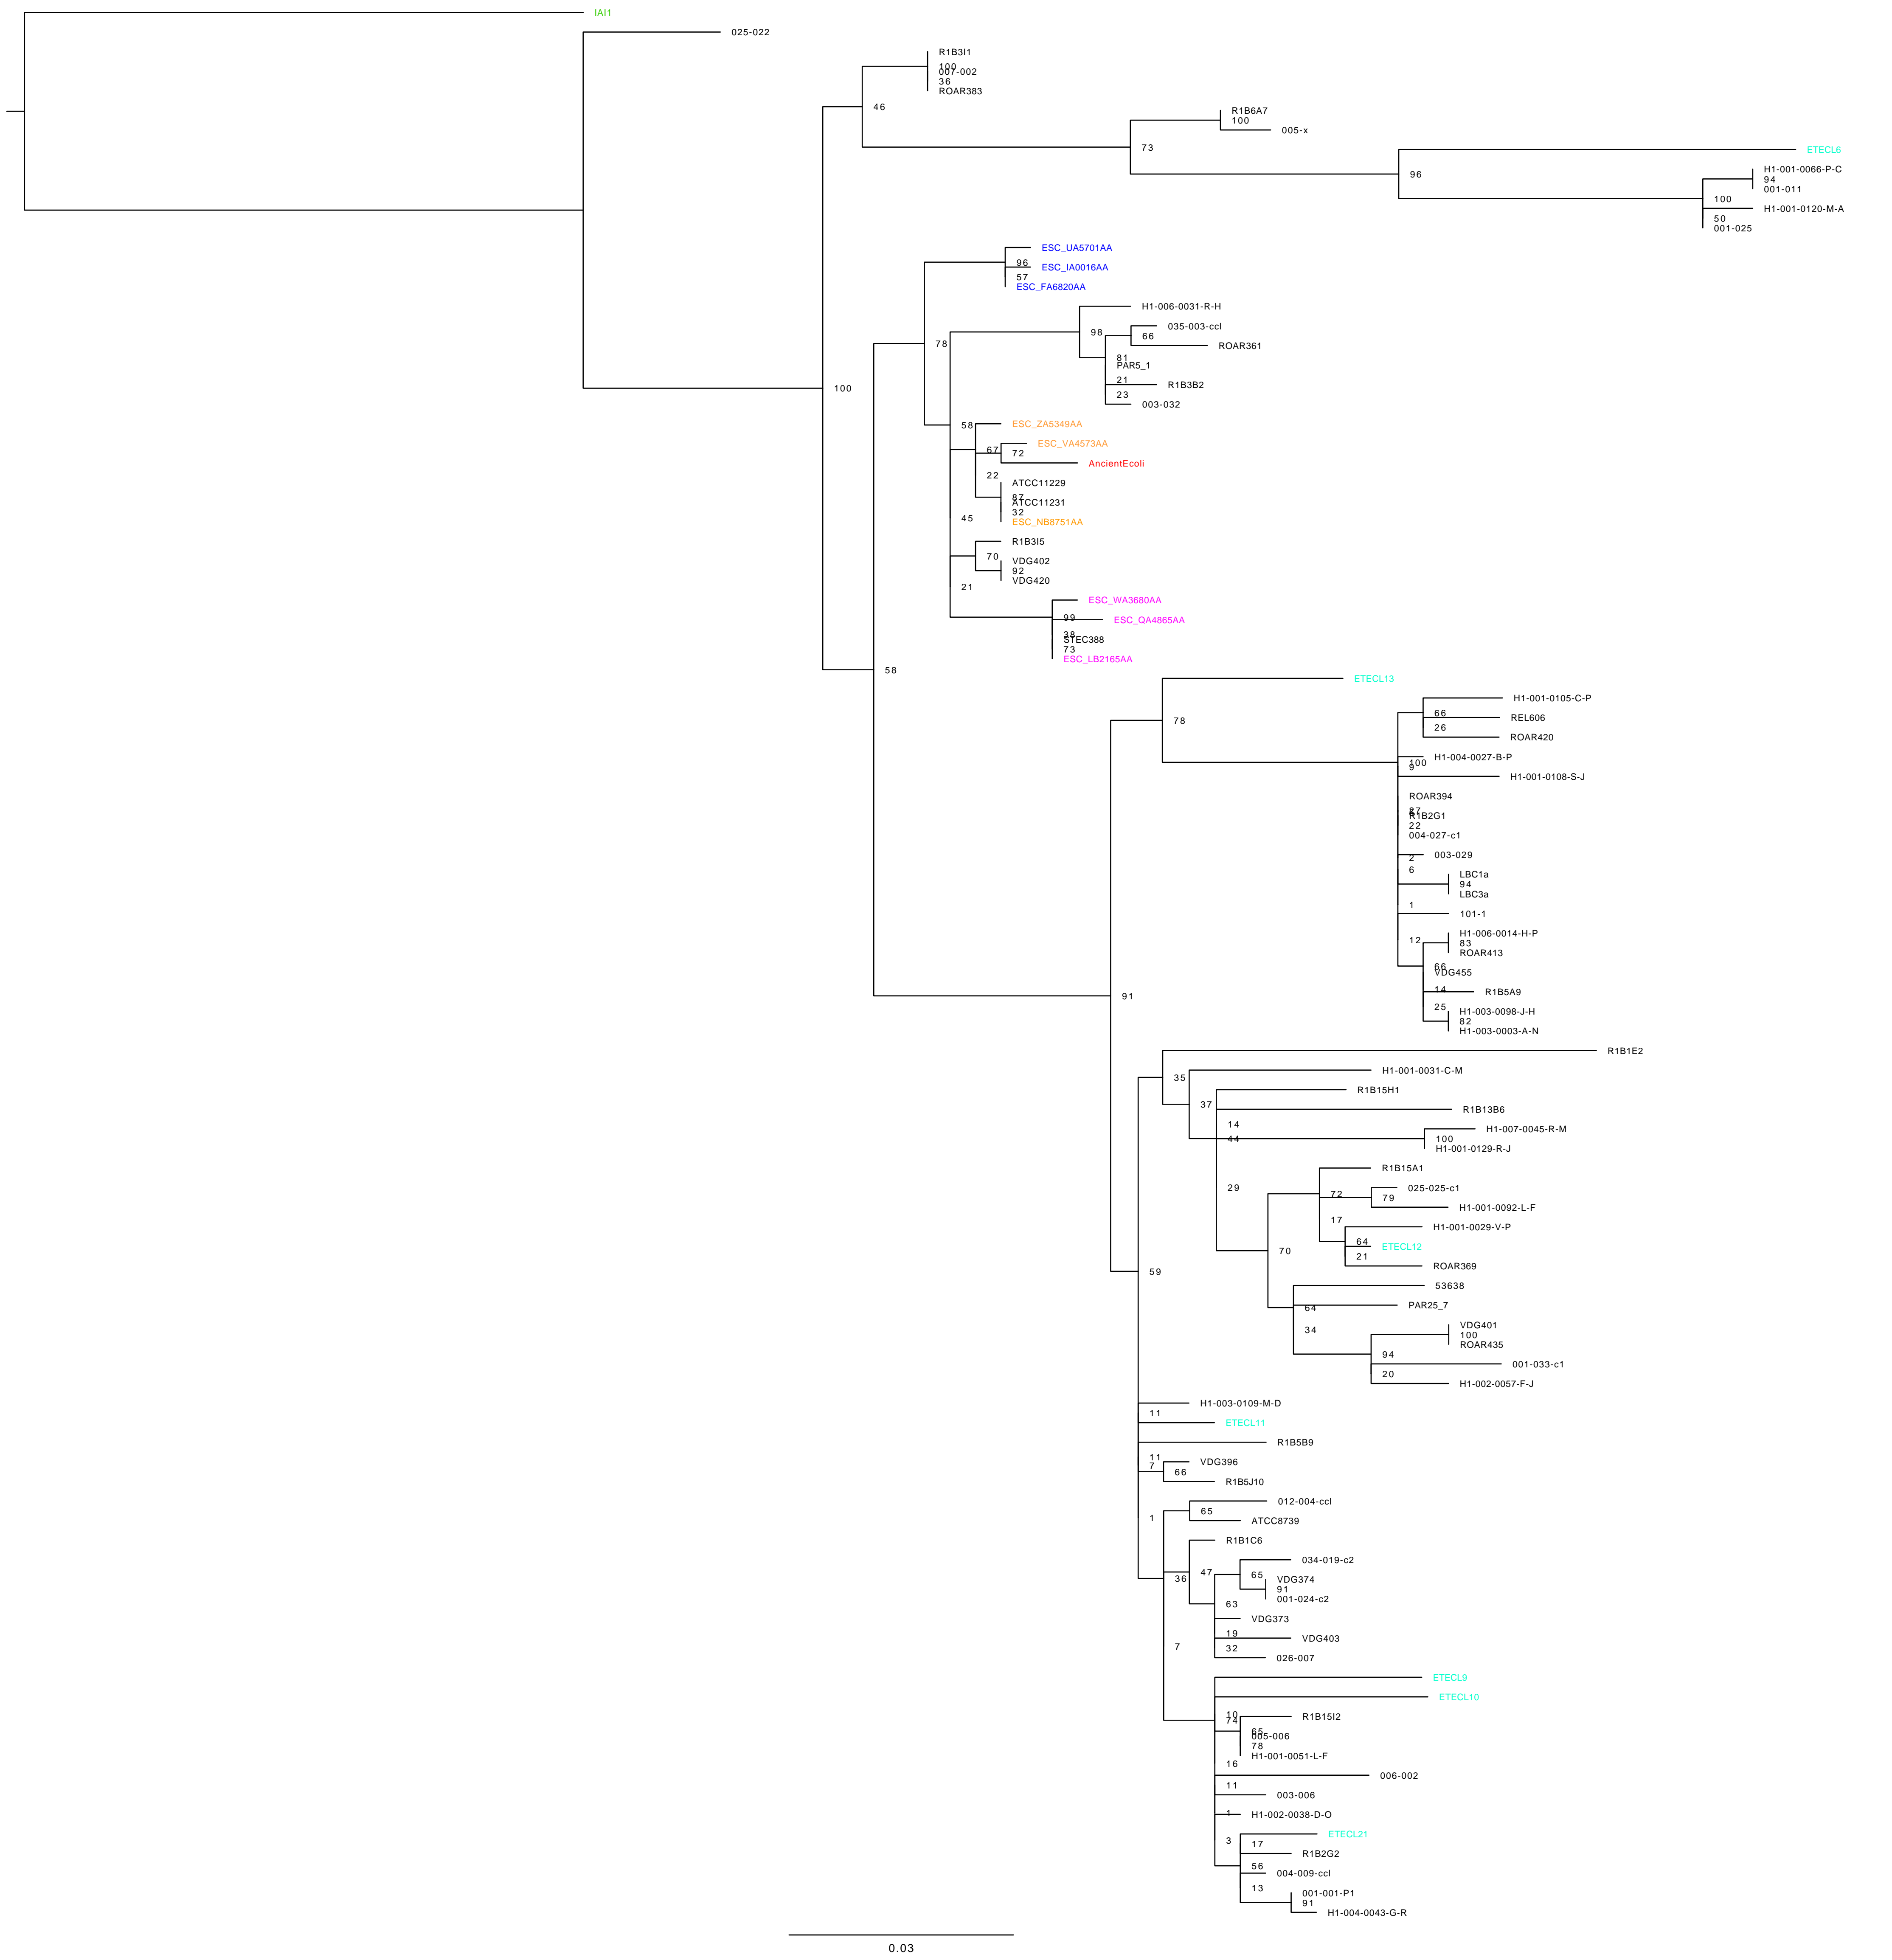 IAI1
025-022
R1B3I1
100
007-002
36
ROAR383
46
R1B6A7
100
005-x
73
ETECL6
96
H1-001-0066-P-C
94
001-011
100
H1-001-0120-M-A
50
001-025
ESC_UA5701AA
96
ESC_IA0016AA
57
ESC_FA6820AA
H1-006-0031-R-H
98
035-003-ccl
66
ROAR361
78
81
PAR5_1
21
R1B3B2
23
003-032
100
ESC_ZA5349AA
58
ESC_VA4573AA
67
72
AncientEcoli
22
ATCC11229
87
ATCC11231
32
45
ESC_NB8751AA
R1B3I5
70
VDG402
92
VDG420
21
ESC_WA3680AA
99
ESC_QA4865AA
38
STEC388
73
ESC_LB2165AA
58
ETECL13
H1-001-0105-C-P
66
REL606
78
26
ROAR420
H1-004-0027-B-P
100
9
H1-001-0108-S-J
ROAR394
R1B2G1
22
004-027-c1
003-029
2
6
LBC1a
94
LBC3a
1
101-1
H1-006-0014-H-P
12
83
ROAR413
66
VDG455
14
R1B5A9
91
25
H1-003-0098-J-H
82
H1-003-0003-A-N
R1B1E2
H1-001-0031-C-M
35
R1B15H1
37
R1B13B6
14
H1-007-0045-R-M
44
100
H1-001-0129-R-J
R1B15A1
29
025-025-c1
72
79
H1-001-0092-L-F
17
H1-001-0029-V-P
64
ETECL12
70
21
ROAR369
59
53638
PAR25_7
64
VDG401
34
100
ROAR435
94
001-033-c1
20
H1-002-0057-F-J
H1-003-0109-M-D
11
ETECL11
R1B5B9
11
VDG396
7
66
R1B5J10
012-004-ccl
65
1
ATCC8739
R1B1C6
034-019-c2
47
65
36
VDG374
91
001-024-c2
63
VDG373
19
VDG403
7
32
026-007
ETECL9
ETECL10
10
R1B15I2
74
65
005-006
78
H1-001-0051-L-F
16
006-002
11
003-006
1
H1-002-0038-D-O
ETECL21
3
17
R1B2G2
56
004-009-ccl
13
001-001-P1
91
H1-004-0043-G-R
0.03